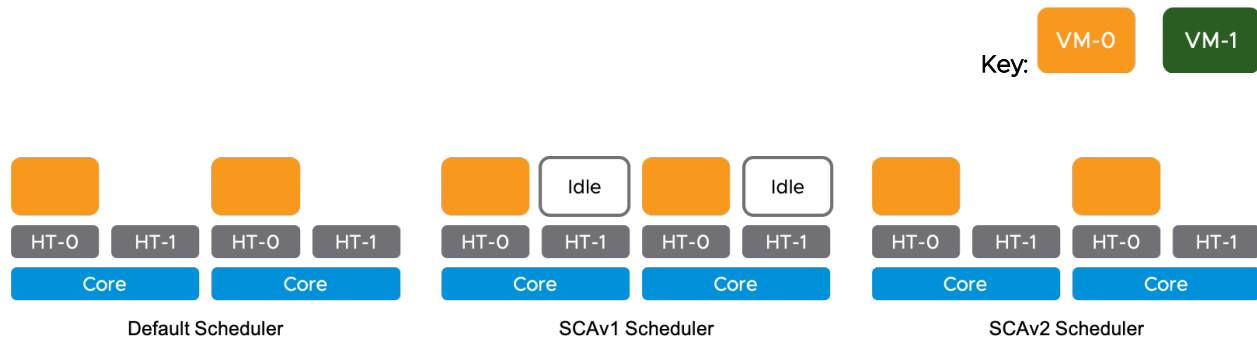 Key: VM-0 VM-1
Idle Idle
HT-0 HT-1 HT-0 HT-1 HT-0 HT-1 HT-0 HT-1 HT-0 HT-1 HT-0 HT-1
Core Core Core Core Core Core
Default Scheduler SCAv1 Scheduler SCAv2 Scheduler